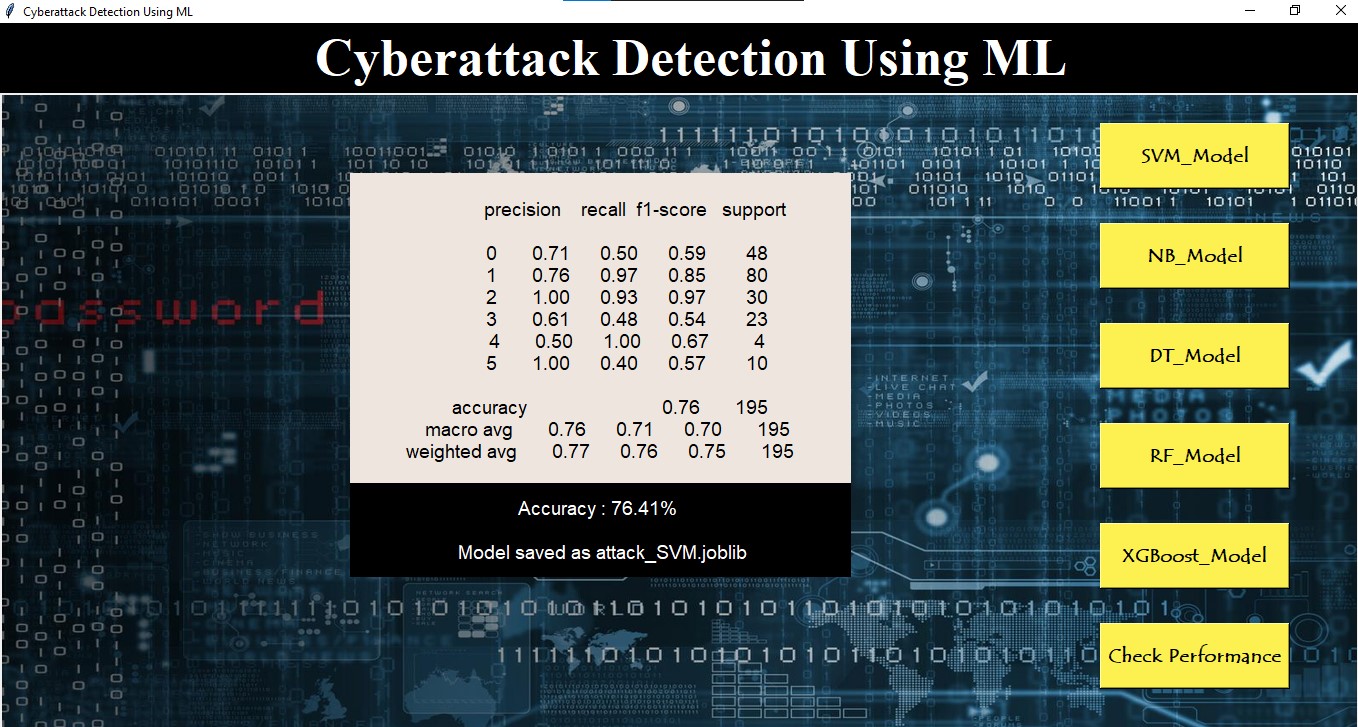 Cyberattack Detection Using ML
Cyberattack Detection Using ML
precision recall f1-score support
0 0.71 0.50 0.59 48
1 0.76 0.97 0.85 80
2 1.00 0.93 0.97 30
3 0.61 0.48 0.54 23
4 0.50 1.00 0.67 4
5 1.00 0.40 0.57 10
accuracy 0.76 195
macro avg 0.76 0.71 0.70 195
weighted avg 0.77 0.76 0.75 195
Accuracy : 76.41%
Model saved as attack_SVM.joblib
SVM_Model
NB_Model
DT_Model
RF_Model
XGBoost_Model
Check Performance
password
-INTERNET
-LIVE CHAT
-MEDIA
-PHOTOS
-VIDEOS
-MUSIC
MEDIA
PHOTOS
NEWS